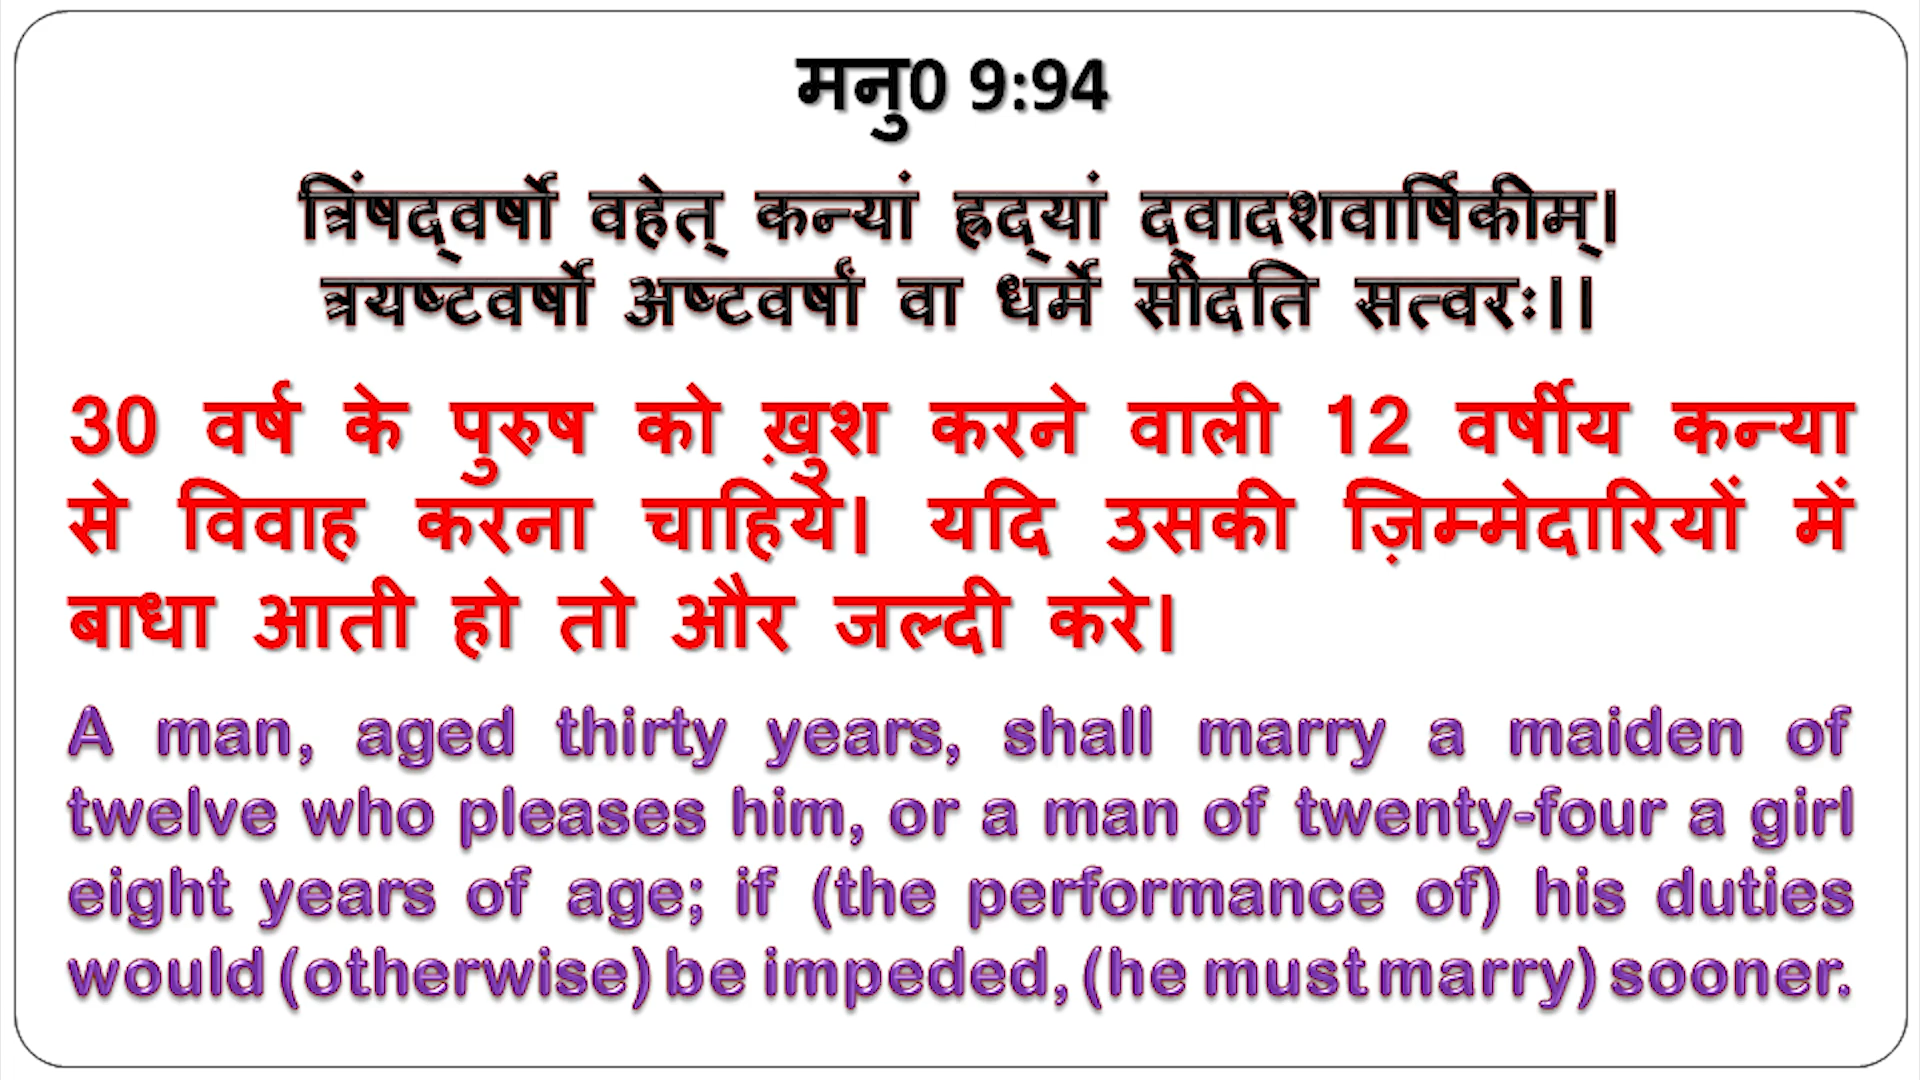 मनु0 9:94
त्रिंषद्वर्षो वहेत् कन्यां ह्रद्यां द्वादशवार्षिकीम्।
त्रयष्टवर्षो अष्टवर्षां वा धर्मे सीदति सत्वरः।।
30 वर्ष के पुरुष को ख़ुश करने वाली 12 वर्षीय कन्या
से विवाह करना चाहिये। यदि उसकी ज़िम्मेदारियों में
बाधा आती हो तो और जल्दी करे।
A man, aged thirty years, shall marry a maiden of
twelve who pleases him, or a man of twenty-four a girl
eight years of age; if (the performance of) his duties
would (otherwise) be impeded, (he must marry) sooner.